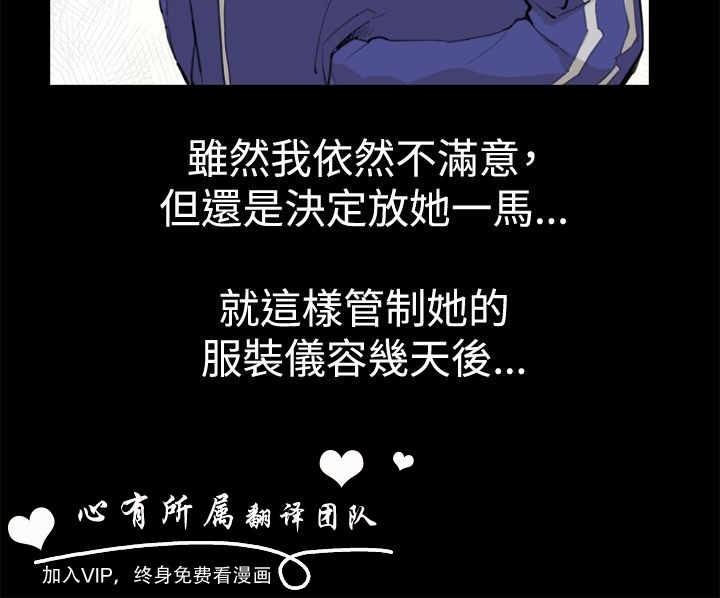 雖然我依然不滿意，
但還是決定放她一馬...
就這樣管制她的
服裝儀容幾天後...
心有所属翻译团队
加入VIP，终身免费看漫画